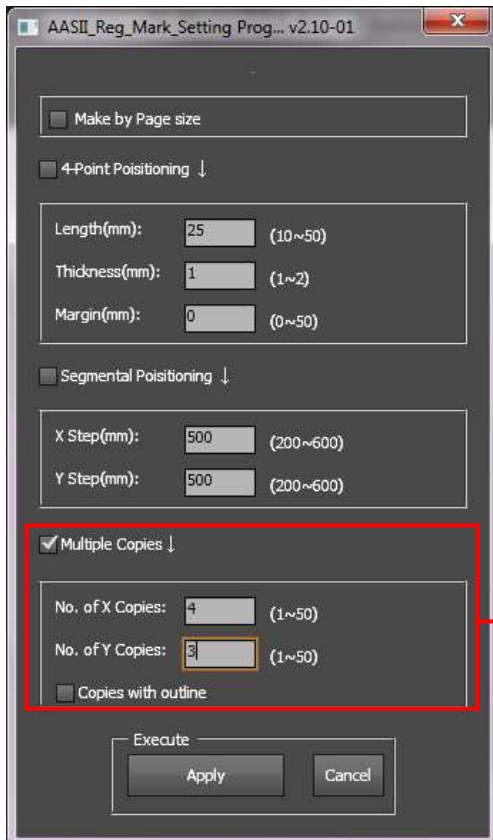 AASII_Reg_Mark_Setting Prog... v2.10-01
Make by Page size
4-Point Poisitioning ↓
Length(mm): 25 (10~50)
Thickness(mm): 1 (1~2)
Margin(mm): 0 (0~50)
Segmental Poisitioning ↓
X Step(mm): 500 (200~600)
Y Step(mm): 500 (200~600)
Multiple Copies ↓
No. of X Copies: 4 (1~50)
No. of Y Copies: 3 (1~50)
Copies with outline
Execute
Apply Cancel